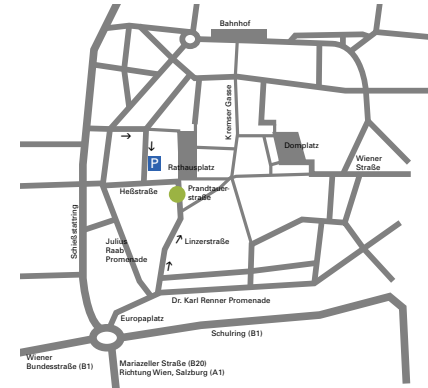 Bahnhof
Kremser Gasse
Domplatz
P
Rathausplatz
Wiener
Straße
Heßstraße
Prandtauer-
straße
Schießstattring
Julius
Raab
Promenade
Linzerstraße
Dr. Karl Renner Promenade
Europaplatz
Schulring (B1)
Wiener
Bundesstraße (B1)
Mariazeller Straße (B20)
Richtung Wien, Salzburg (A1)